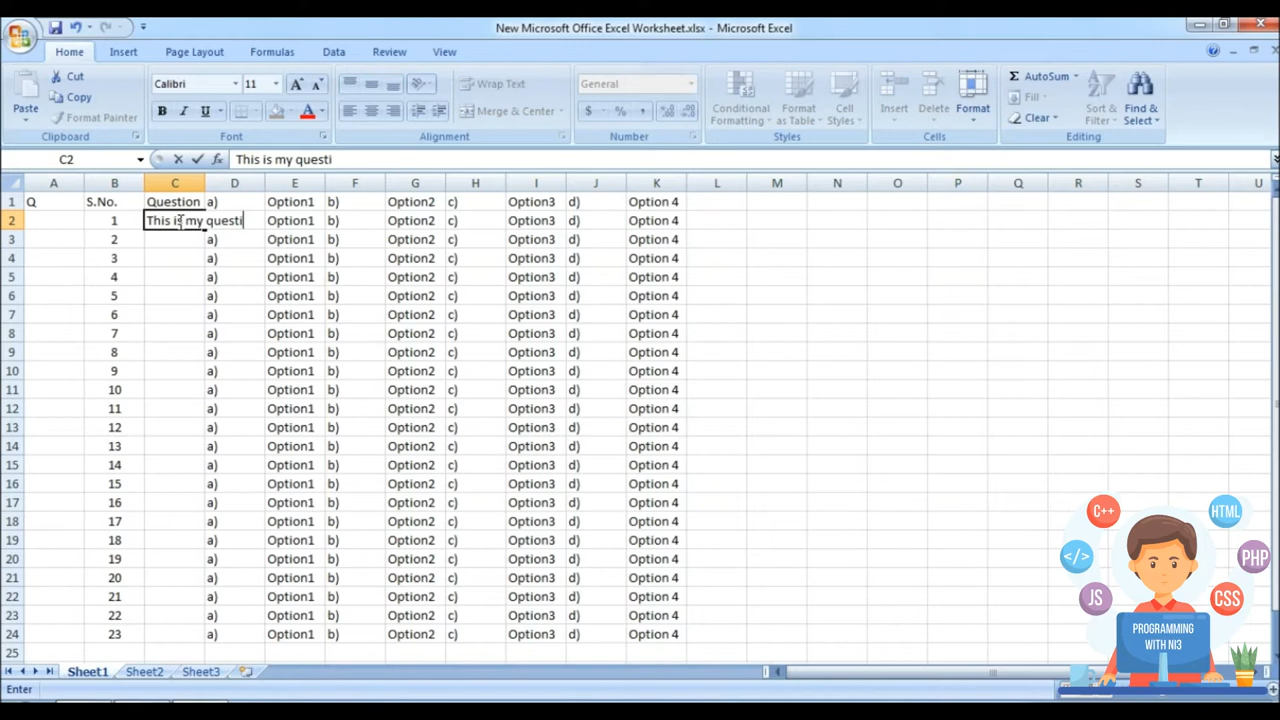 New Microsoft Office Excel Worksheet.xlsx - Microsoft Excel
Home Insert Page Layout Formulas Data Review View
Paste Cut Calibri 11 A A Wrap Text General Conditional Formatting Format as Table Cell Styles Insert Delete Format Σ AutoSum Sort & Filter Find & Select
Copy Fill
Format Painter B I U A Merge & Center $ % , Clear
Clipboard Font Alignment Number Styles Cells Editing
C2 fx This is my questi
A B C D E F G H I J K L M N O P Q R S T U
1 Q S.No. Question a) Option1 b) Option2 c) Option3 d) Option 4
2 1 This is my questi Option1 b) Option2 c) Option3 d) Option 4
3 2 a) Option1 b) Option2 c) Option3 d) Option 4
4 3 a) Option1 b) Option2 c) Option3 d) Option 4
5 4 a) Option1 b) Option2 c) Option3 d) Option 4
6 5 a) Option1 b) Option2 c) Option3 d) Option 4
7 6 a) Option1 b) Option2 c) Option3 d) Option 4
8 7 a) Option1 b) Option2 c) Option3 d) Option 4
9 8 a) Option1 b) Option2 c) Option3 d) Option 4
10 9 a) Option1 b) Option2 c) Option3 d) Option 4
11 10 a) Option1 b) Option2 c) Option3 d) Option 4
12 11 a) Option1 b) Option2 c) Option3 d) Option 4
13 12 a) Option1 b) Option2 c) Option3 d) Option 4
14 13 a) Option1 b) Option2 c) Option3 d) Option 4
15 14 a) Option1 b) Option2 c) Option3 d) Option 4
16 15 a) Option1 b) Option2 c) Option3 d) Option 4
17 16 a) Option1 b) Option2 c) Option3 d) Option 4
18 17 a) Option1 b) Option2 c) Option3 d) Option 4
19 18 a) Option1 b) Option2 c) Option3 d) Option 4
20 19 a) Option1 b) Option2 c) Option3 d) Option 4
21 20 a) Option1 b) Option2 c) Option3 d) Option 4
22 21 a) Option1 b) Option2 c) Option3 d) Option 4
23 22 a) Option1 b) Option2 c) Option3 d) Option 4
24 23 a) Option1 b) Option2 c) Option3 d) Option 4
25
Sheet1 Sheet2 Sheet3
Enter
C++ HTML
</> PHP
JS CSS
PROGRAMMING
WITH NI3